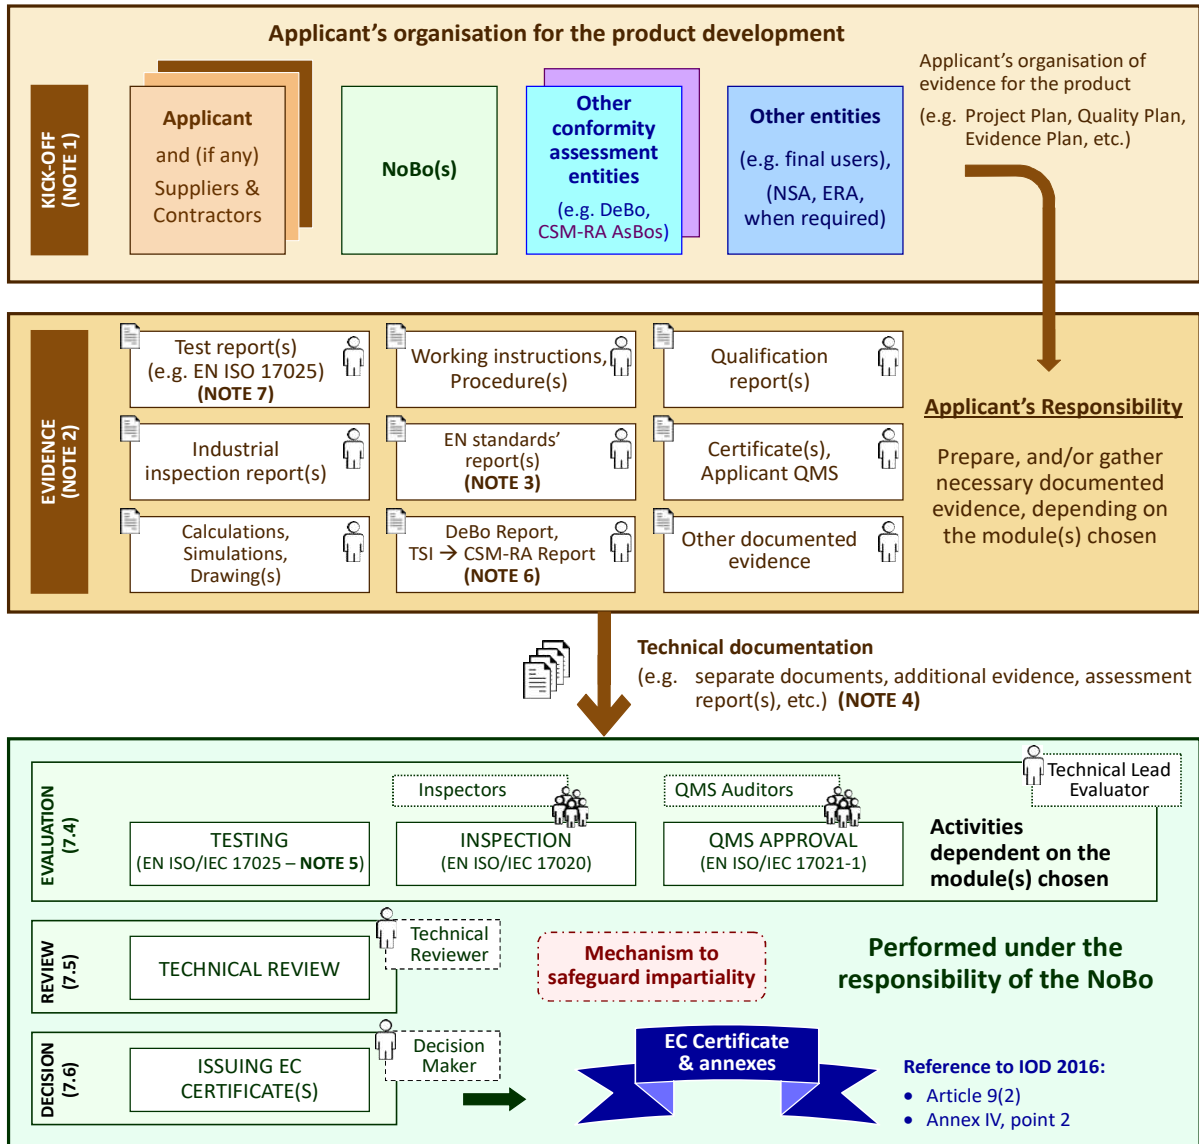 Applicant's organisation for the product development
KICK-OFF
(NOTE 1)
Applicant
and (if any)
Suppliers &
Contractors
NoBo(s)
Other
conformity
assessment
entities
(e.g. DeBo,
CSM-RA AsBos)
Other entities
(e.g. final users),
(NSA, ERA,
when required)
Applicant's organisation of
evidence for the product
(e.g. Project Plan, Quality Plan,
Evidence Plan, etc.)
EVIDENCE
(NOTE 2)
Test report(s)
(e.g. EN ISO 17025)
(NOTE 7)
Working instructions,
Procedure(s)
Qualification
report(s)
Industrial
inspection report(s)
EN standards'
report(s)
(NOTE 3)
Certificate(s),
Applicant QMS
Calculations,
Simulations,
Drawing(s)
DeBo Report,
TSI → CSM-RA Report
(NOTE 6)
Other documented
evidence
Applicant's Responsibility
Prepare, and/or gather
necessary documented
evidence, depending on
the module(s) chosen
Technical documentation
(e.g. separate documents, additional evidence, assessment
report(s), etc.) (NOTE 4)
EVALUATION
(7.4)
Technical Lead
Evaluator
Inspectors
QMS Auditors
TESTING
(EN ISO/IEC 17025 – NOTE 5)
INSPECTION
(EN ISO/IEC 17020)
QMS APPROVAL
(EN ISO/IEC 17021-1)
Activities
dependent on the
module(s) chosen
REVIEW
(7.5)
TECHNICAL REVIEW
Technical
Reviewer
Mechanism to
safeguard impartiality
Performed under the
responsibility of the NoBo
DECISION
(7.6)
ISSUING EC
CERTIFICATE(S)
Decision
Maker
EC Certificate
& annexes
Reference to IOD 2016:
• Article 9(2)
• Annex IV, point 2